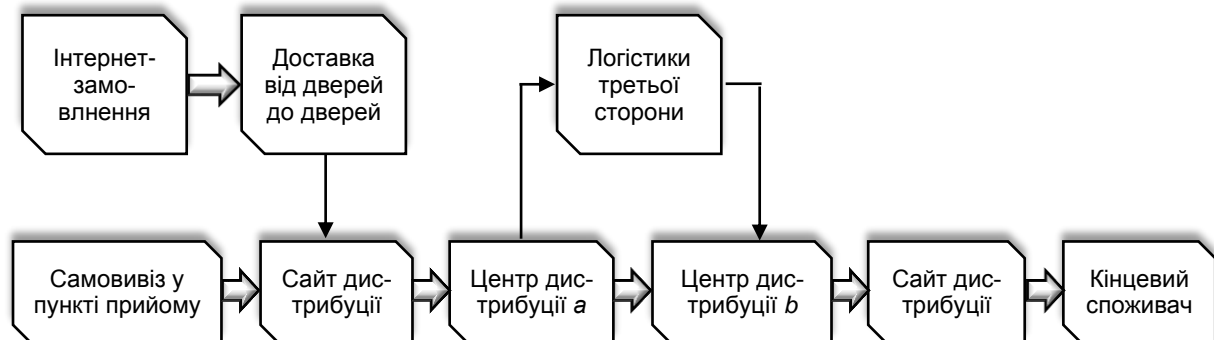 Інтернет-
замо-
влнення
Доставка
від дверей
до дверей
Логістики
третьої
сторони
Самовивіз у
пункті прийому
Сайт дис-
трибуції
Центр дис-
трибуції a
Центр дис-
трибуції b
Сайт дис-
трибуції
Кінцевий
споживач